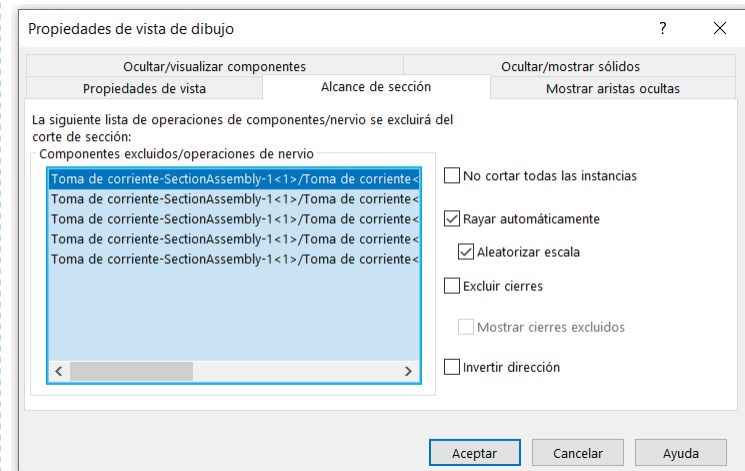 Propiedades de vista de dibujo
?
Ocultar/visualizar componentes
Ocultar/mostrar sólidos
Propiedades de vista
Alcance de sección
Mostrar aristas ocultas
La siguiente lista de operaciones de componentes/nervio se excluirá del
corte de sección:
Componentes excluidos/operaciones de nervio
Toma de corriente-SectionAssembly-1<1>/Toma de corriente<
Toma de corriente-SectionAssembly-1<1>/Toma de corriente<
Toma de corriente-SectionAssembly-1<1>/Toma de corriente<
Toma de corriente-SectionAssembly-1<1>/Toma de corriente<
Toma de corriente-SectionAssembly-1<1>/Toma de corriente<
No cortar todas las instancias
Rayar automáticamente
Aleatorizar escala
Excluir cierres
Mostrar cierres excluidos
Invertir dirección
Aceptar
Cancelar
Ayuda